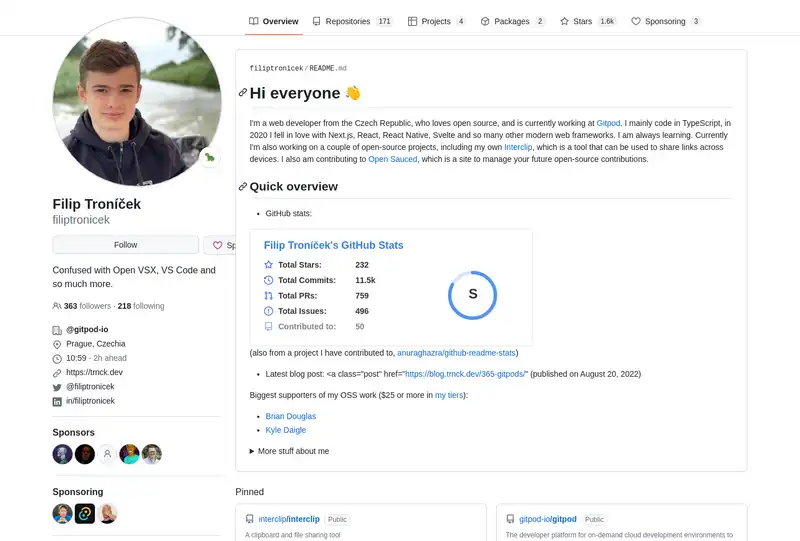 Overview
Repositories 171
Projects 4
Packages 2
Stars 1.6k
Sponsoring 3
Filip Troníček
filiptronicek
Follow
Sp
Confused with Open VSX, VS Code and
so much more.
363 followers · 218 following
@gitpod-io
Prague, Czechia
10:59 - 2h ahead
https://trnck.dev
@filiptronicek
in/filiptronicek
Sponsors
Sponsoring
filiptronicek/README.md
Hi everyone 👋
I'm a web developer from the Czech Republic, who loves open source, and is currently working at Gitpod. I mainly code in TypeScript, in
2020 I fell in love with Next.js, React, React Native, Svelte and so many other modern web frameworks. I am always learning. Currently
I'm also working on a couple of open-source projects, including my own Interclip, which is a tool that can be used to share links across
devices. I also am contributing to Open Sauced, which is a site to manage your future open-source contributions.
Quick overview
• GitHub stats:
Filip Troníček's GitHub Stats
Total Stars: 232
Total Commits: 11.5k
Total PRs: 759
Total Issues: 496
Contributed to: 50
S
(also from a project I have contributed to, anuraghazra/github-readme-stats)
• Latest blog post: <a class="post" href="https://blog.trnck.dev/365-gitpods/" (published on August 20, 2022)
Biggest supporters of my OSS work ($25 or more in my tiers):
• Brian Douglas
• Kyle Daigle
▶ More stuff about me
Pinned
interclip/interclip Public
A clipboard and file sharing tool
gitpod-io/gitpod Public
The developer platform for on-demand cloud development environments to